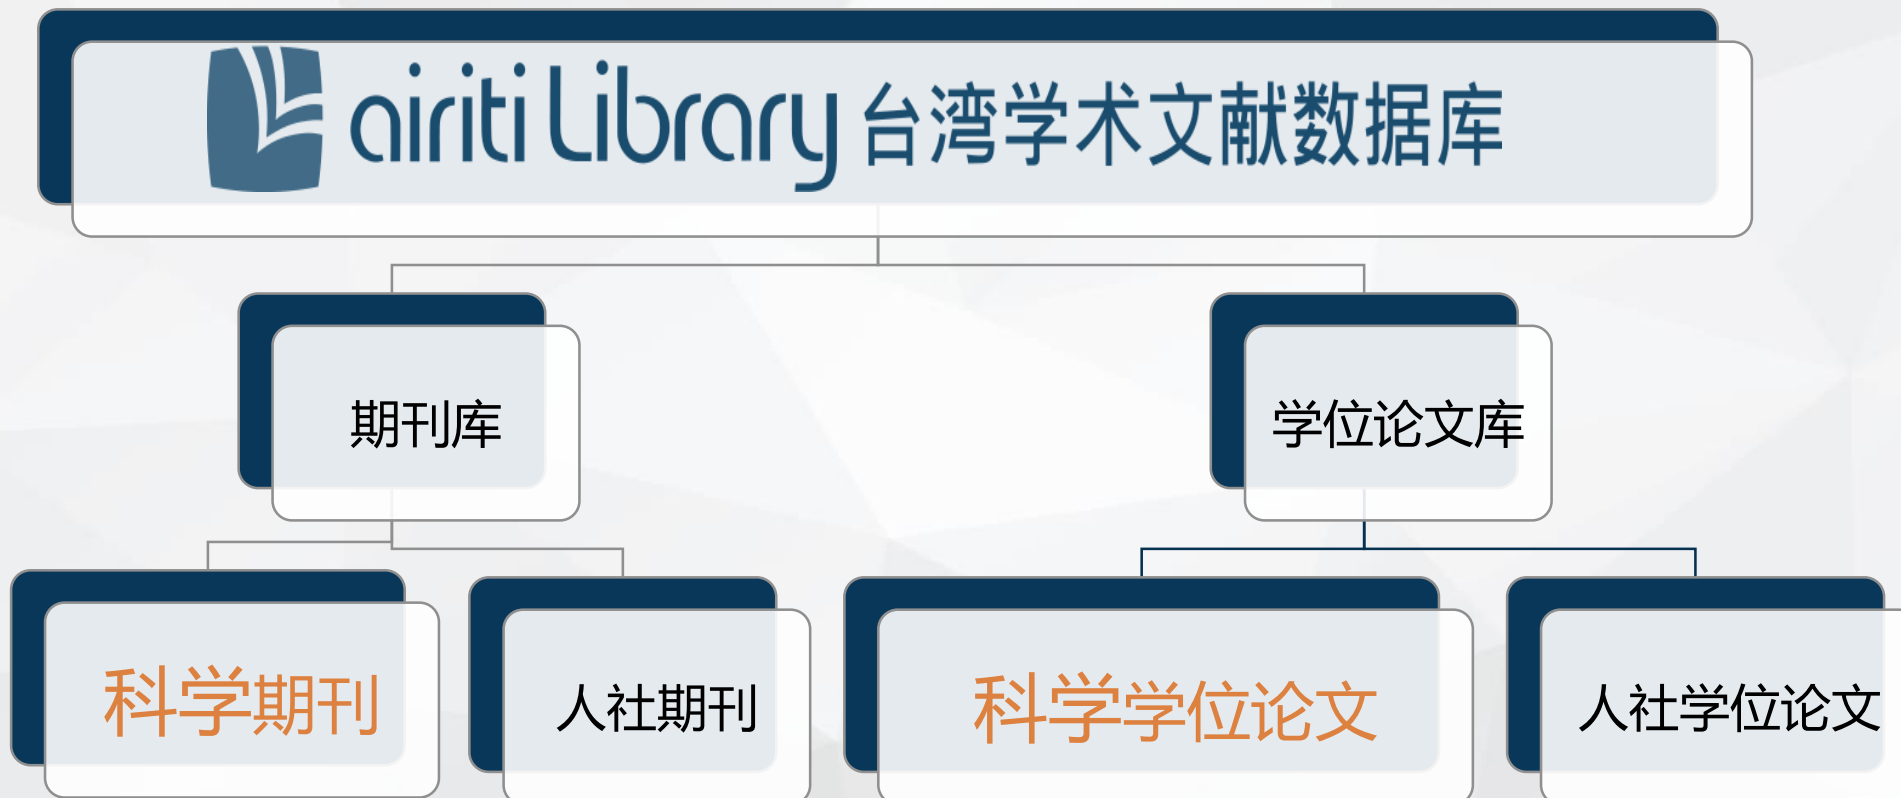 airiti Library 台湾学术文献数据库
期刊库
学位论文库
科学期刊
人社期刊
科学学位论文
人社学位论文